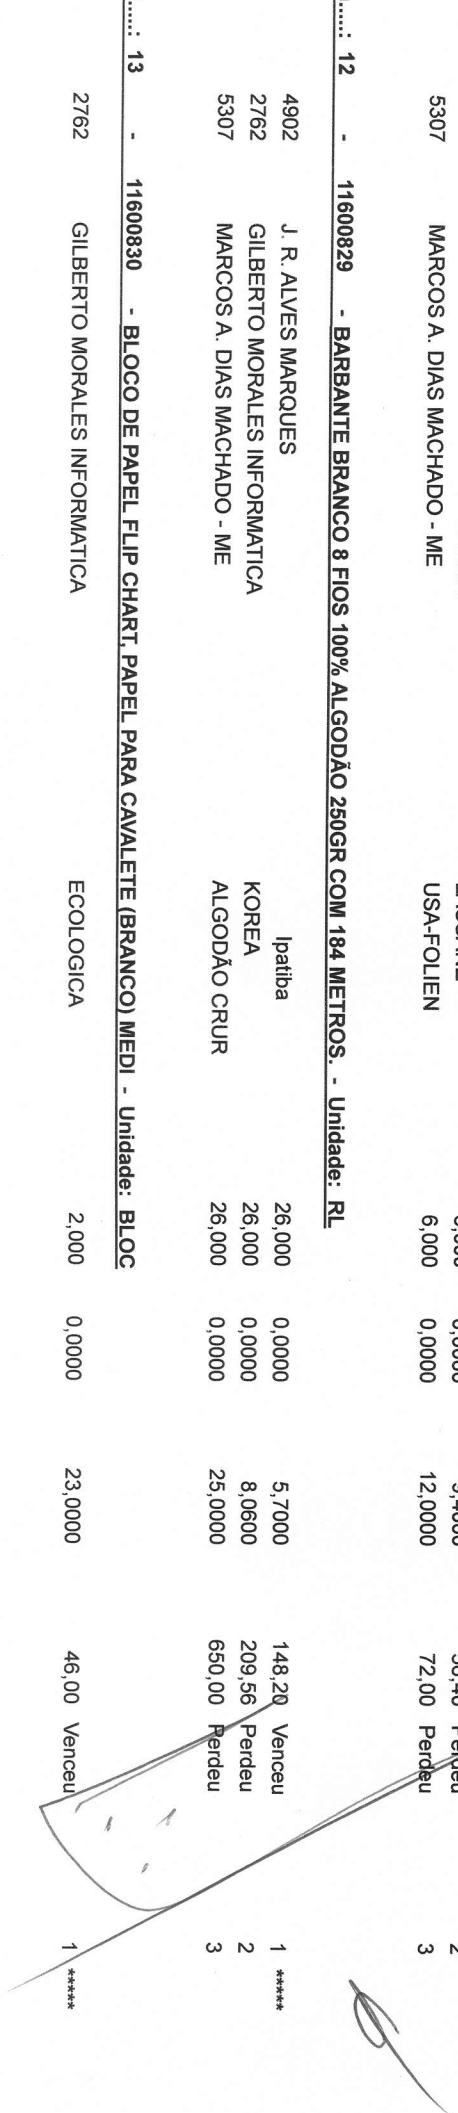 5307 MARCOS A. DIAS MACHADO - ME USA-FOLIEN 6,000 0,0000 12,0000 72,00 Perdeu 3
.....: 12 - 11600829 - BARBANTE BRANCO 8 FIOS 100% ALGODÃO 250GR COM 184 METROS. - Unidade: RL
4902 J. R. ALVES MARQUES Ipatiba 26,000 0,0000 5,7000 148,20 Venceu 1 *****
2762 GILBERTO MORALES INFORMATICA KOREA 26,000 0,0000 8,0600 209,56 Perdeu 2
5307 MARCOS A. DIAS MACHADO - ME ALGODÃO CRUR 26,000 0,0000 25,0000 650,00 Perdeu 3
.....: 13 - 11600830 - BLOCO DE PAPEL FLIP CHART, PAPEL PARA CAVALETE (BRANCO) MEDI - Unidade: BLOC
2762 GILBERTO MORALES INFORMATICA ECOLOGICA 2,000 0,0000 23,0000 46,00 Venceu 1 *****